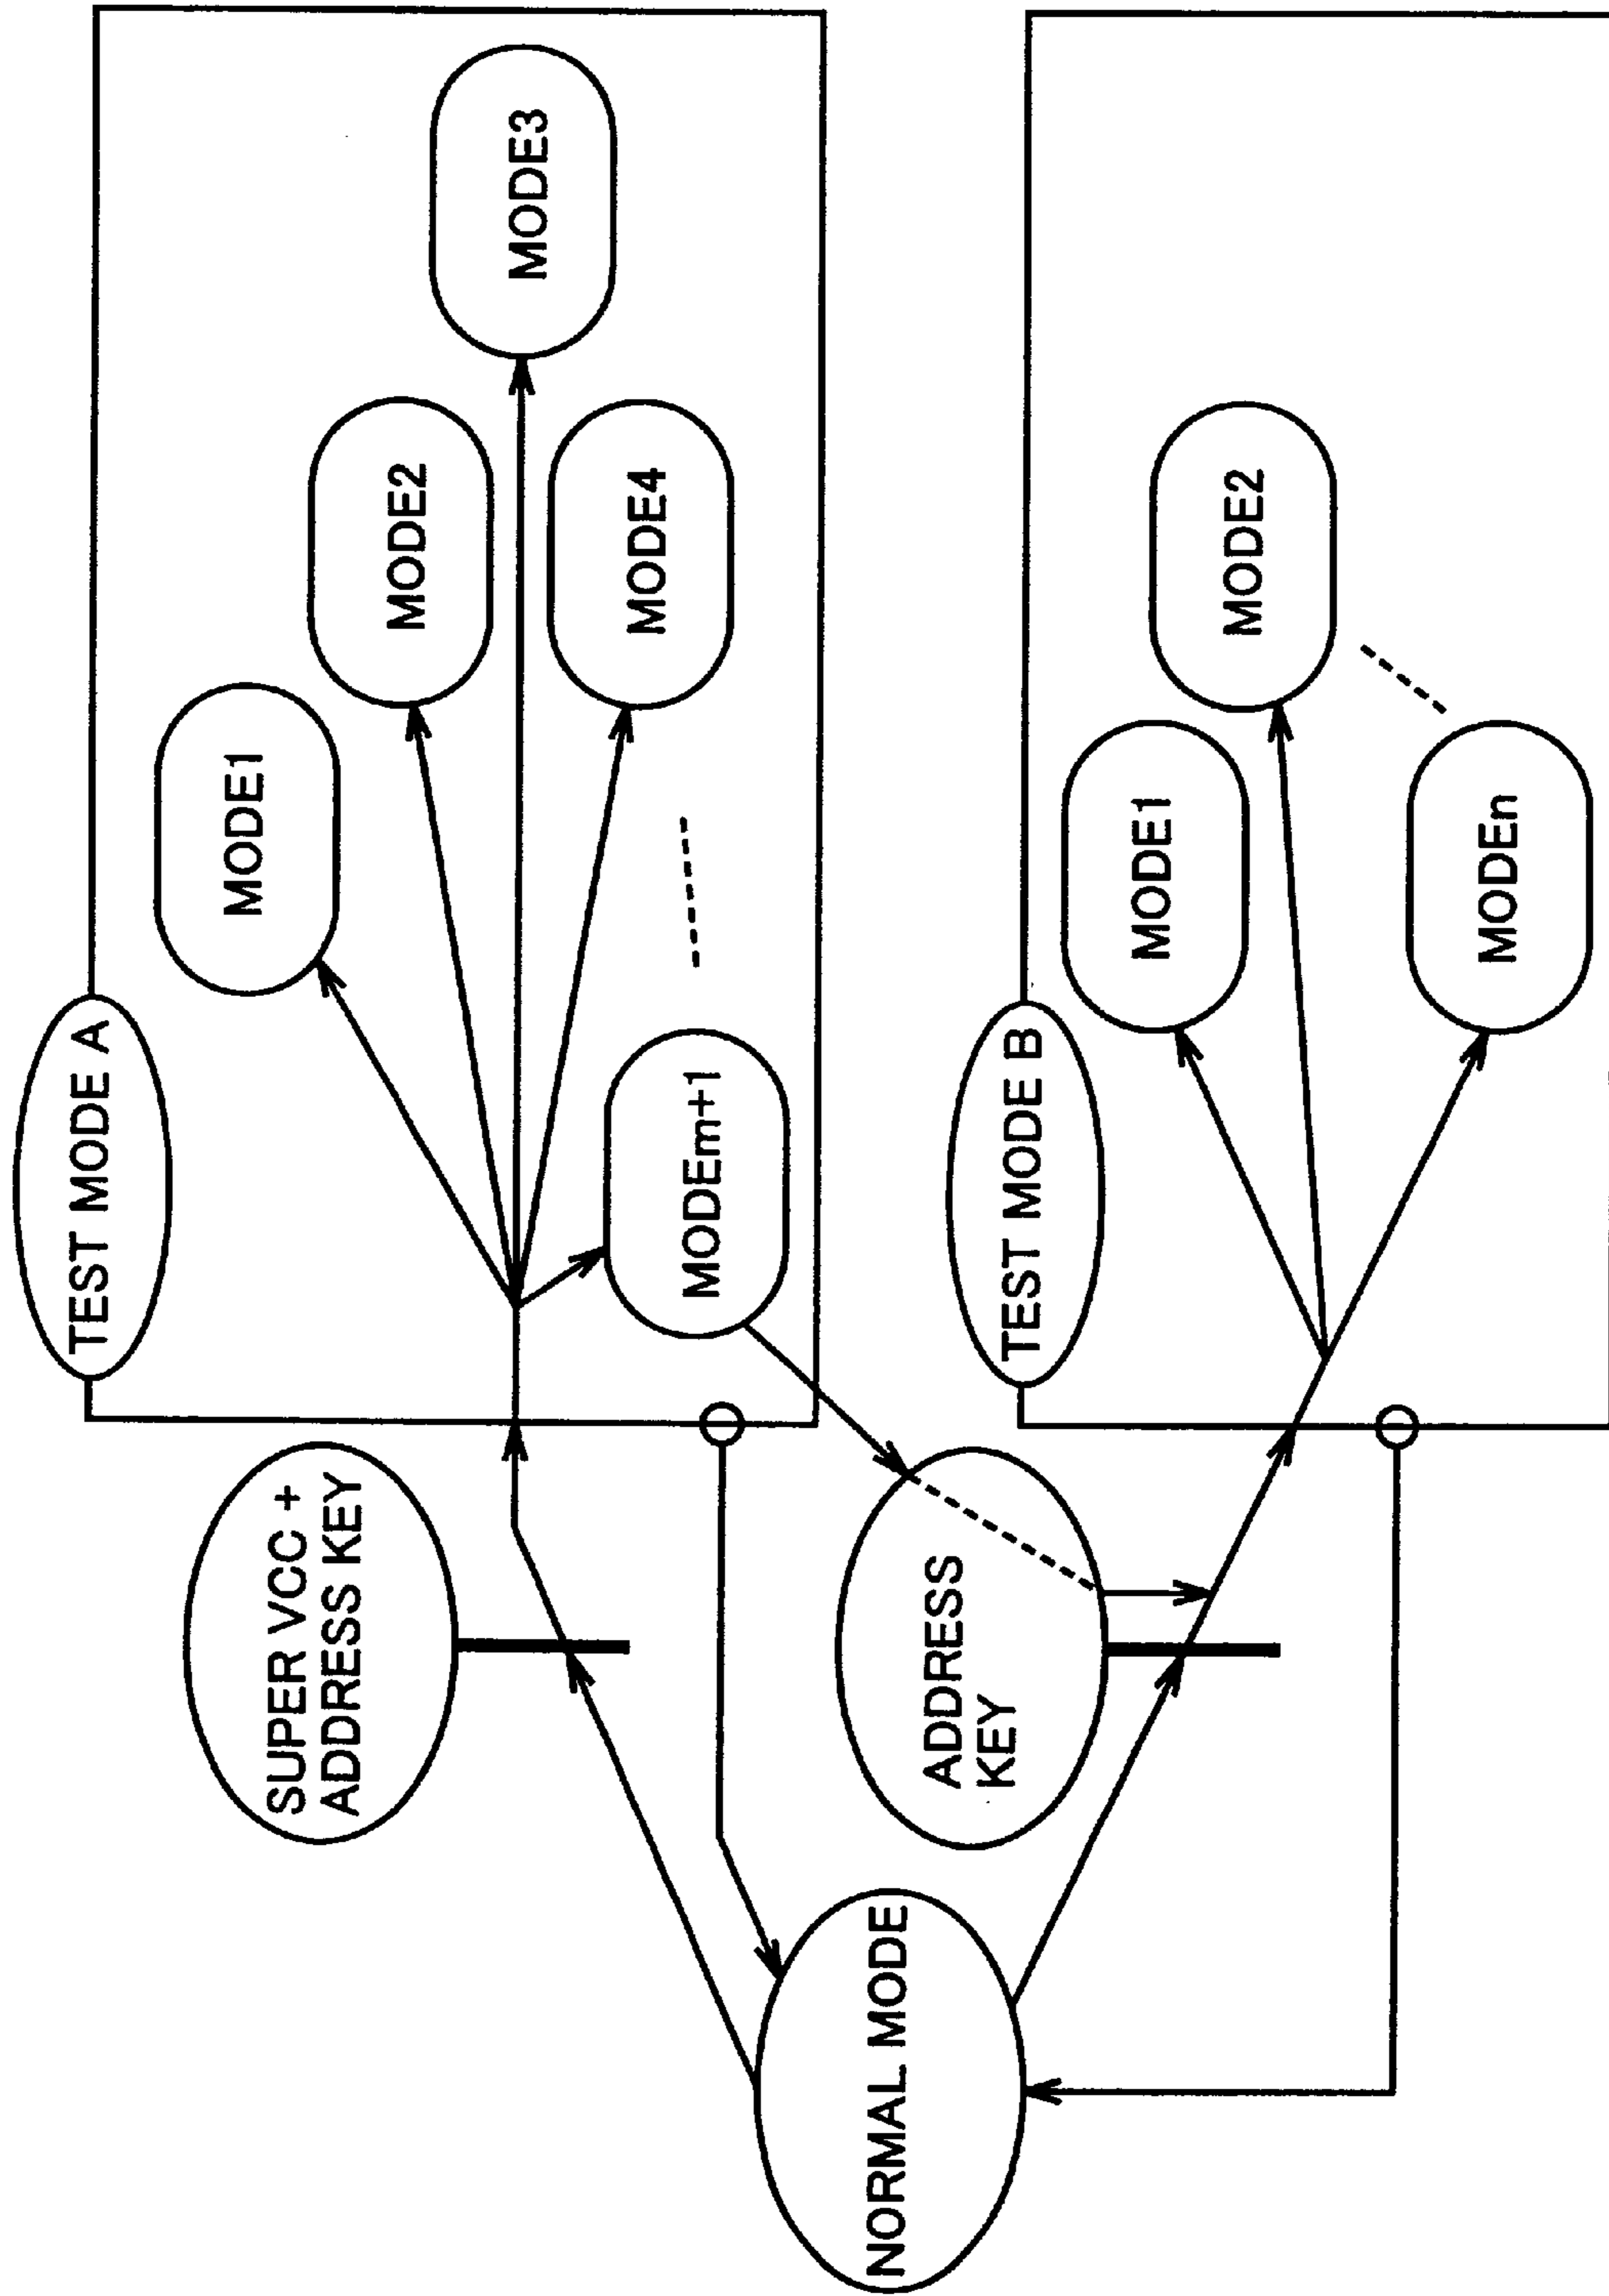 TEST MODE A
MODE1
MODE2
MODE3
MODE4
MODEm+1
SUPER VCC +
ADDRESS KEY
NORMAL MODE
ADDRESS
KEY
TEST MODE B
MODE1
MODE2
MODEn